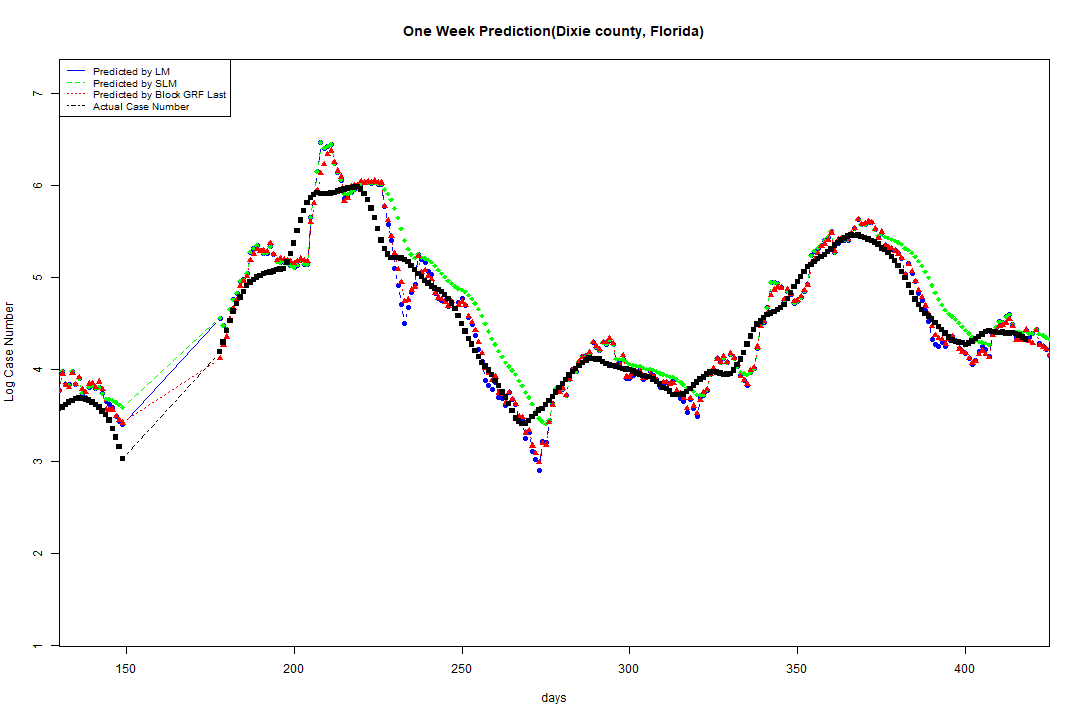 One Week Prediction(Dixie county, Florida)
Predicted by LM
Predicted by SLM
Predicted by Block GRF Last
Actual Case Number
7
6
5
4
3
2
1
Log Case Number
150 200 250 300 350 400
days